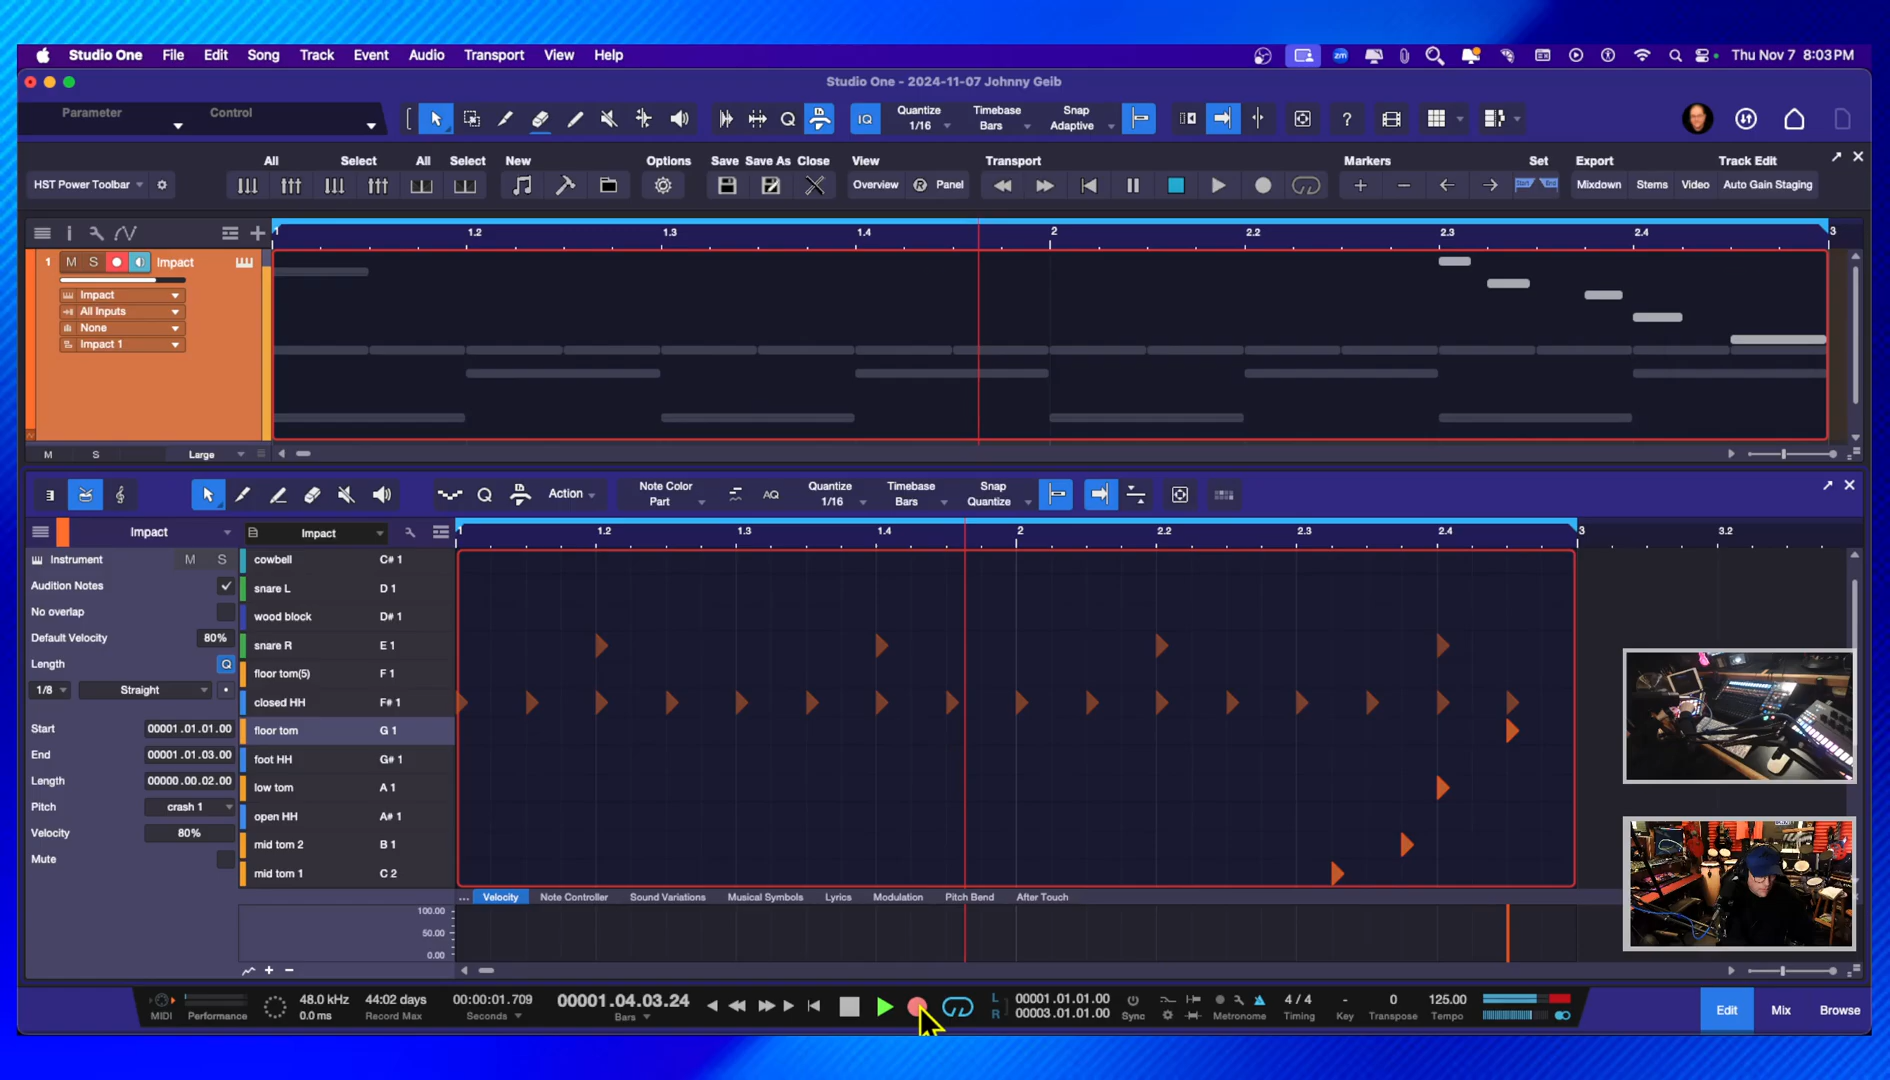 Studio One File Edit Song Track Event Audio Transport View Help
zm Thu Nov 7 8:03PM
Studio One - 2024-11-07 Johnny Geib
Parameter Control
IQ Quantize 1/16 Timebase Bars Snap Adaptive ?
All Select All Select New Options Save Save As Close View Transport Markers Set Export Track Edit
HST Power Toolbar Overview R Panel Start End Mixdown Stems Video Auto Gain Staging
1 1.2 1.3 1.4 2 2.2 2.3 2.4 3
1 M S Impact
Impact
All Inputs
None
Impact 1
M S Large
Action Note Color Part AQ Quantize 1/16 Timebase Bars Snap Quantize
Impact Impact
1 1.2 1.3 1.4 2 2.2 2.3 2.4 3 3.2
Instrument M S
Audition Notes
No overlap
Default Velocity 80%
Length Q
1/8 Straight
Start 00001.01.01.00
End 00001.01.03.00
Length 00000.00.02.00
Pitch crash 1
Velocity 80%
Mute
cowbell C# 1
snare L D 1
wood block D# 1
snare R E 1
floor tom(5) F 1
closed HH F# 1
floor tom G 1
foot HH G# 1
low tom A 1
open HH A# 1
mid tom 2 B 1
mid tom 1 C 2
... Velocity Note Controller Sound Variations Musical Symbols Lyrics Modulation Pitch Bend After Touch
100.00
50.00
0.00
MIDI Performance
48.0 kHz
0.0 ms
44:02 days
Record Max
00:00:01.709
Seconds
00001.04.03.24
Bars
L 00001.01.01.00
R 00003.01.01.00
Sync
Metronome
4 / 4
Timing
-
Key
0
Transpose
125.00
Tempo
Edit Mix Browse